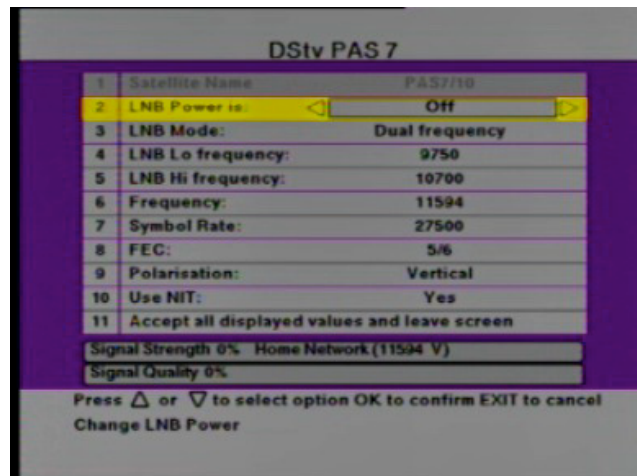 DStv PAS 7
1 Satellite Name PAS7/10
2 LNB Power is: Off
3 LNB Mode: Dual frequency
4 LNB Lo frequency: 9750
5 LNB Hi frequency: 10700
6 Frequency: 11594
7 Symbol Rate: 27500
8 FEC: 5/6
9 Polarisation: Vertical
10 Use NIT: Yes
11 Accept all displayed values and leave screen
Signal Strength 0% Home Network (11594 V)
Signal Quality 0%
Press △ or ▽ to select option OK to confirm EXIT to cancel
Change LNB Power